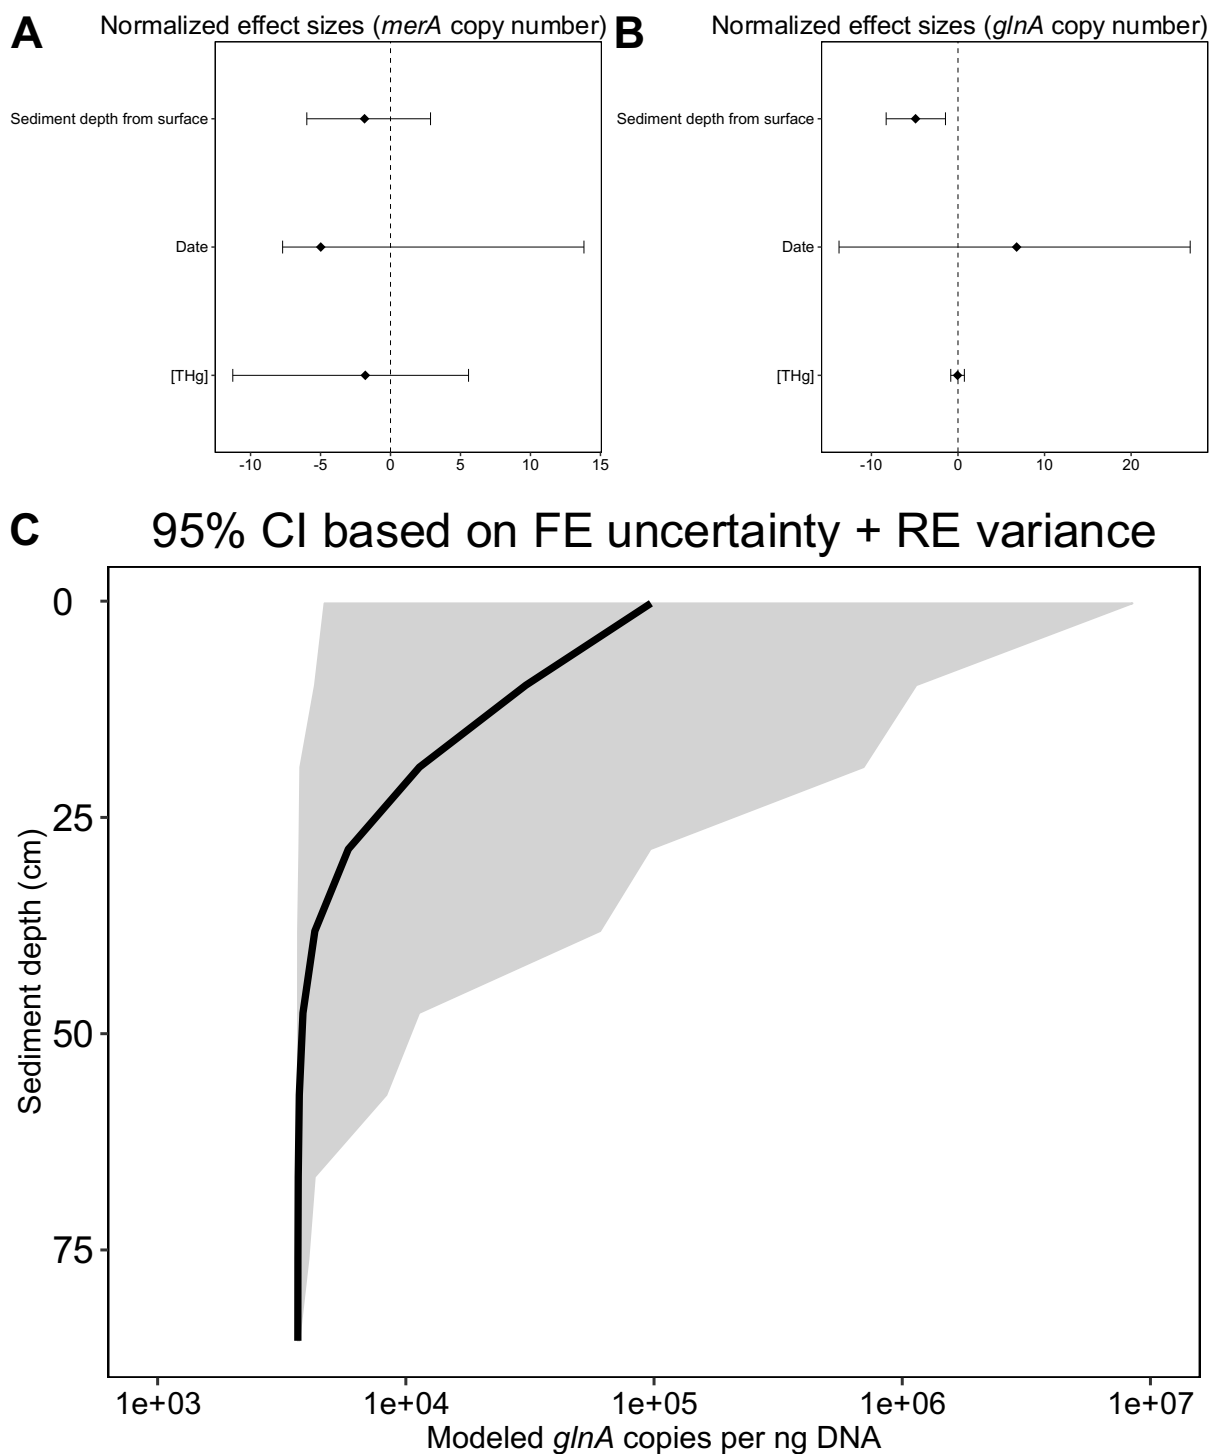 A
Normalized effect sizes (merA copy number)
Sediment depth from surface
Date
[THg]
-10 -5 0 5 10 15
B
Normalized effect sizes (glnA copy number)
Sediment depth from surface
Date
[THg]
-10 0 10 20
C
95% CI based on FE uncertainty + RE variance
Sediment depth (cm)
0
25
50
75
1e+03 1e+04 1e+05 1e+06 1e+07
Modeled glnA copies per ng DNA